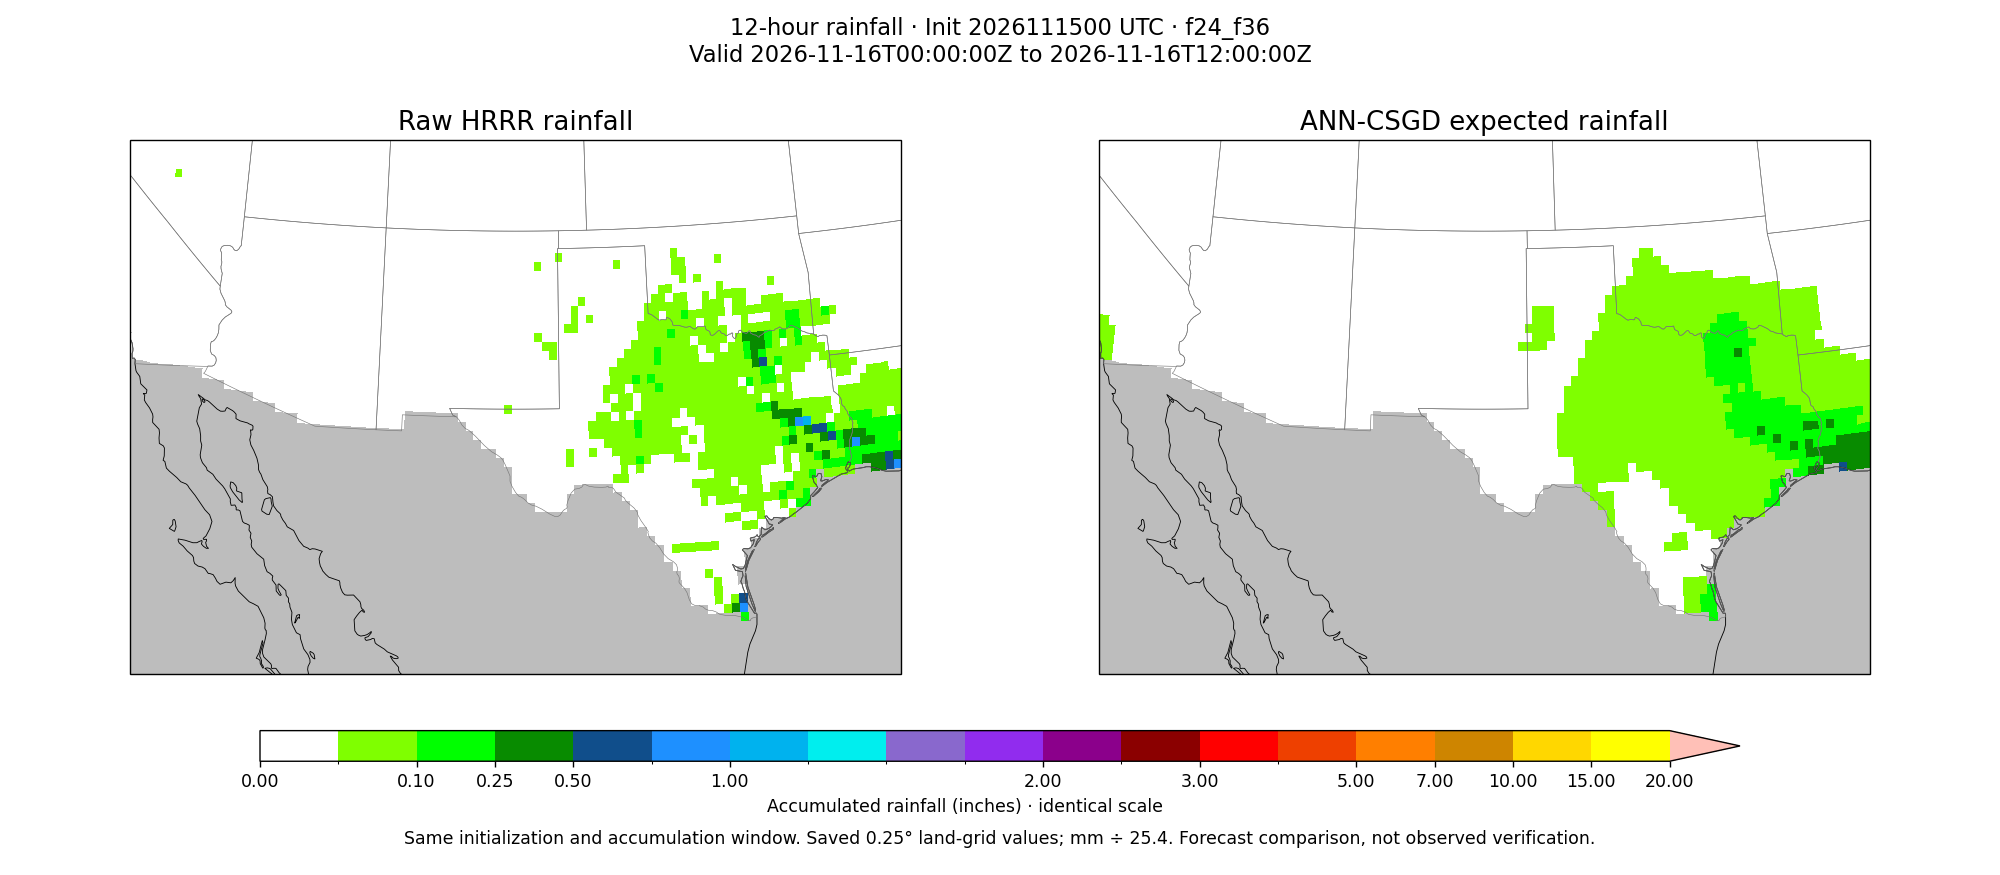 12-hour rainfall · Init 2026111500 UTC · f24_f36
Valid 2026-11-16T00:00:00Z to 2026-11-16T12:00:00Z
Raw HRRR rainfall
ANN-CSGD expected rainfall
0.00 0.10 0.25 0.50 1.00 2.00 3.00 5.00 7.00 10.00 15.00 20.00
Accumulated rainfall (inches) · identical scale
Same initialization and accumulation window. Saved 0.25° land-grid values; mm ÷ 25.4. Forecast comparison, not observed verification.